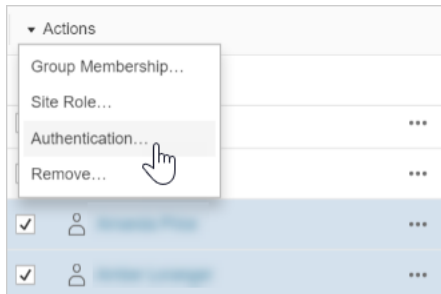 Actions
Group Membership...
Site Role...
Authentication...
Remove...